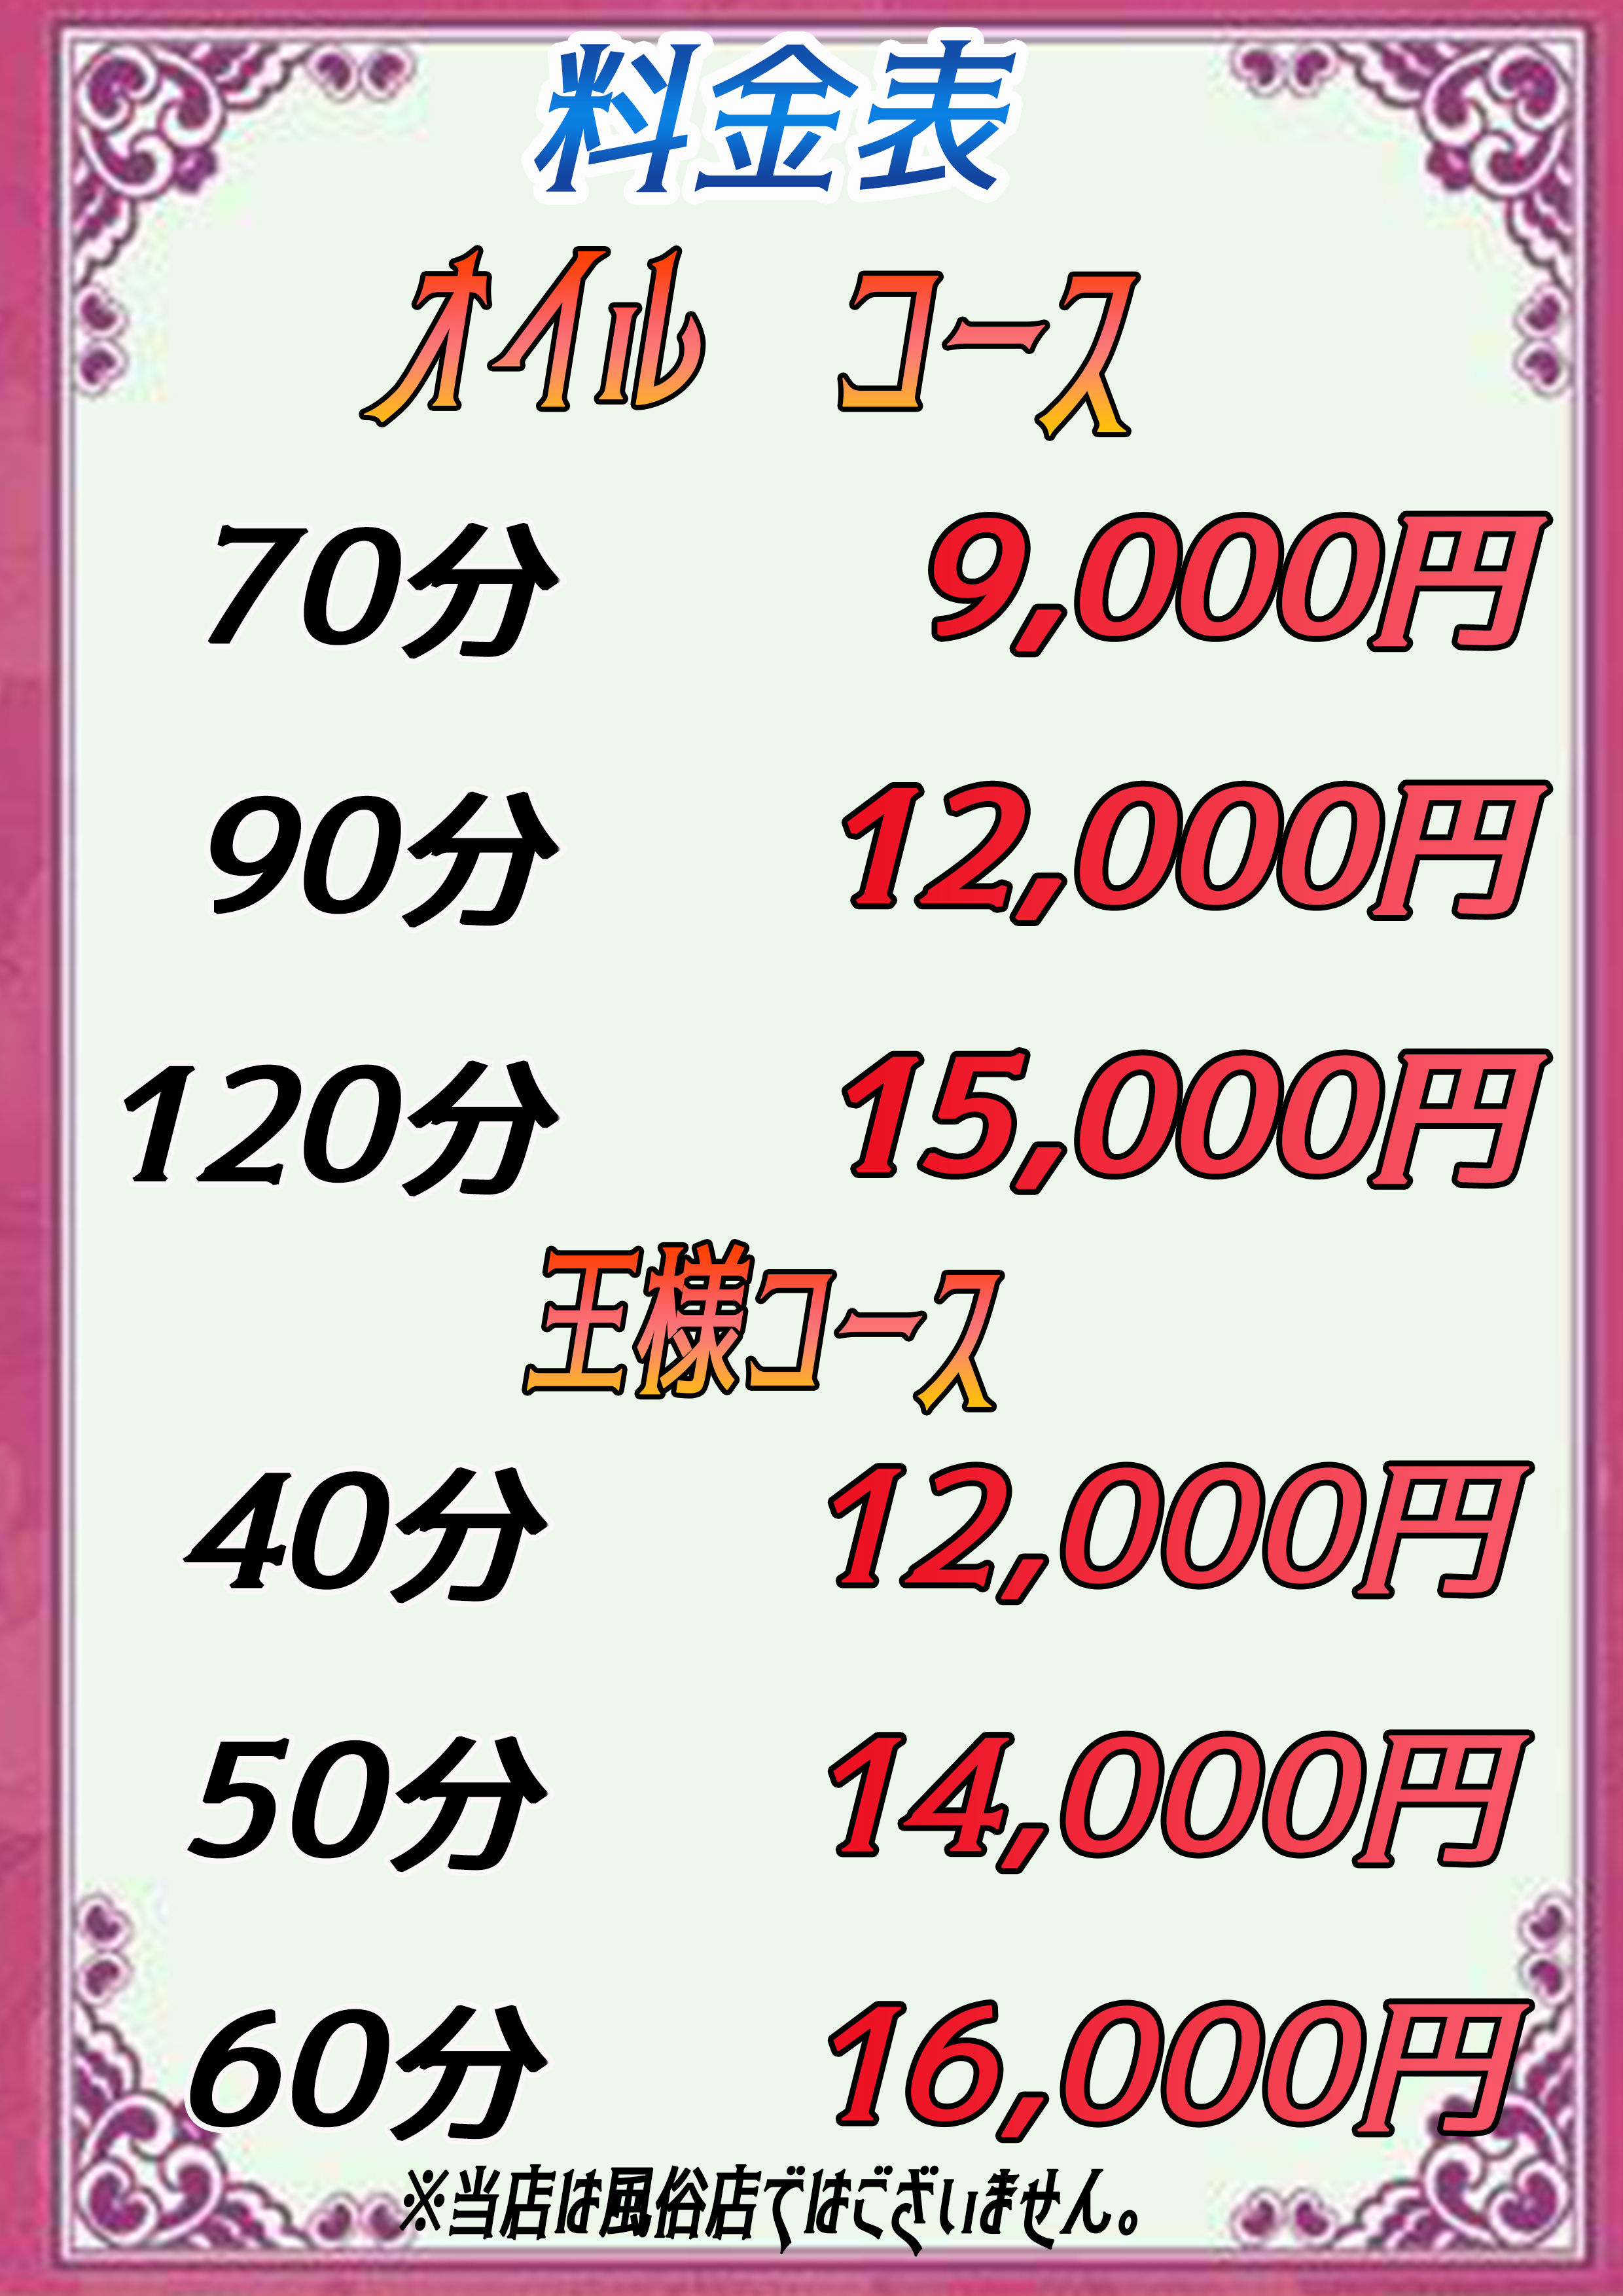 料金表
オイル　コース
70分　9,000円
90分　12,000円
120分　15,000円
王様コース
40分　12,000円
50分　14,000円
60分　16,000円
※当店は風俗店ではございません。